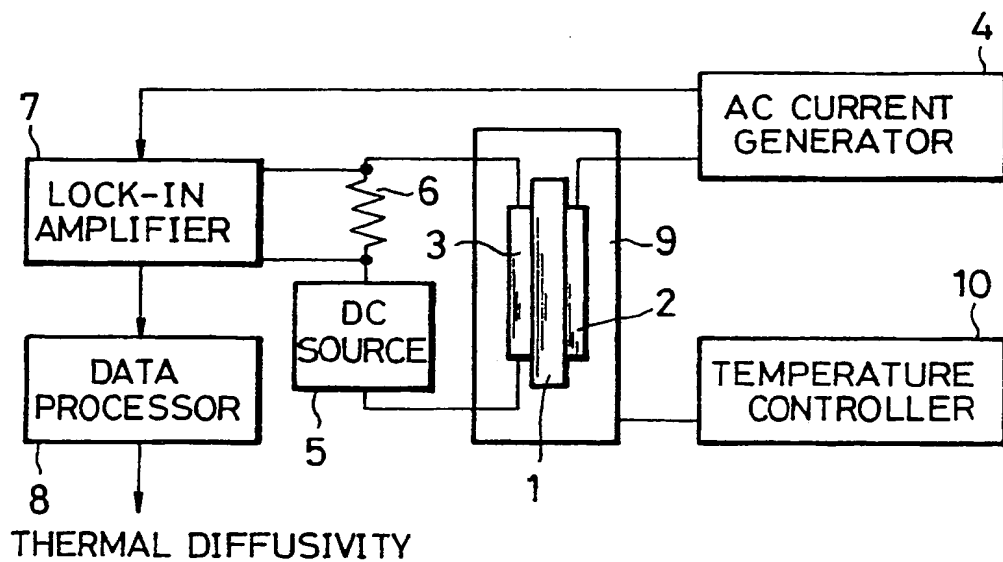 4
AC CURRENT
GENERATOR
7
LOCK-IN
AMPLIFIER
6
3
9
2
DC
SOURCE
10
DATA
PROCESSOR
TEMPERATURE
CONTROLLER
5
1
8
THERMAL DIFFUSIVITY